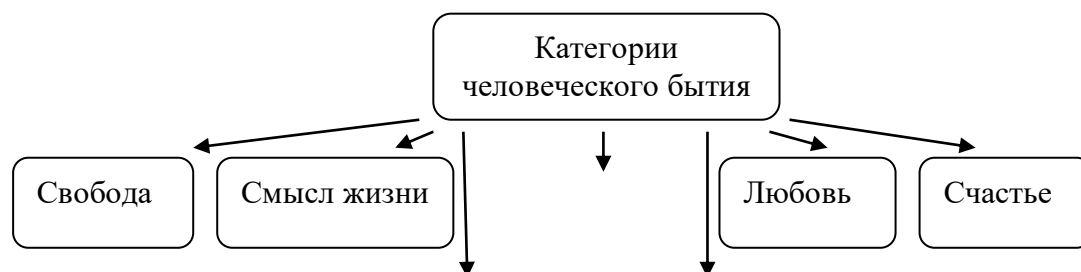 Категории
человеческого бытия
Свобода
Смысл жизни
Любовь
Счастье